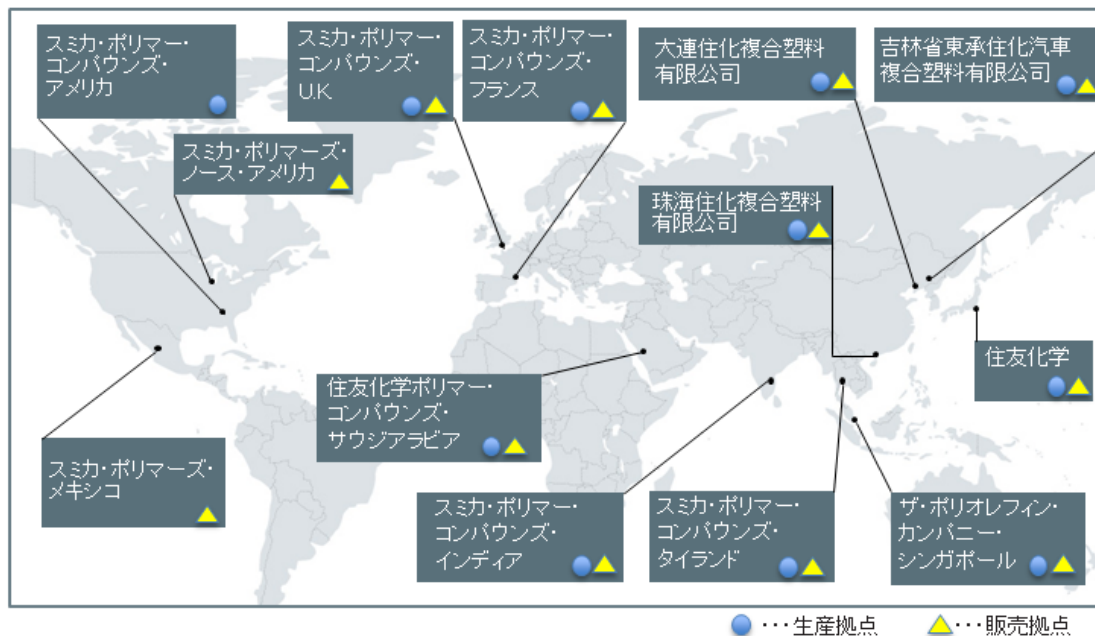 スミカ・ポリマー・
コンパウンズ・
アメリカ
スミカ・ポリマー・
コンパウンズ・
U.K.
スミカ・ポリマー・
コンパウンズ・
フランス
大連住化複合塑料
有限公司
吉林省東承住化汽車
複合塑料有限公司
スミカ・ポリマーズ・
ノース・アメリカ
珠海住化複合塑料
有限公司
住友化学
住友化学ポリマー・
コンパウンズ・
サウジアラビア
スミカ・ポリマーズ・
メキシコ
スミカ・ポリマー・
コンパウンズ・
インディア
スミカ・ポリマー・
コンパウンズ・
タイランド
ザ・ポリオレフィン・
カンパニー・
シンガポール
・・・生産拠点
・・・販売拠点